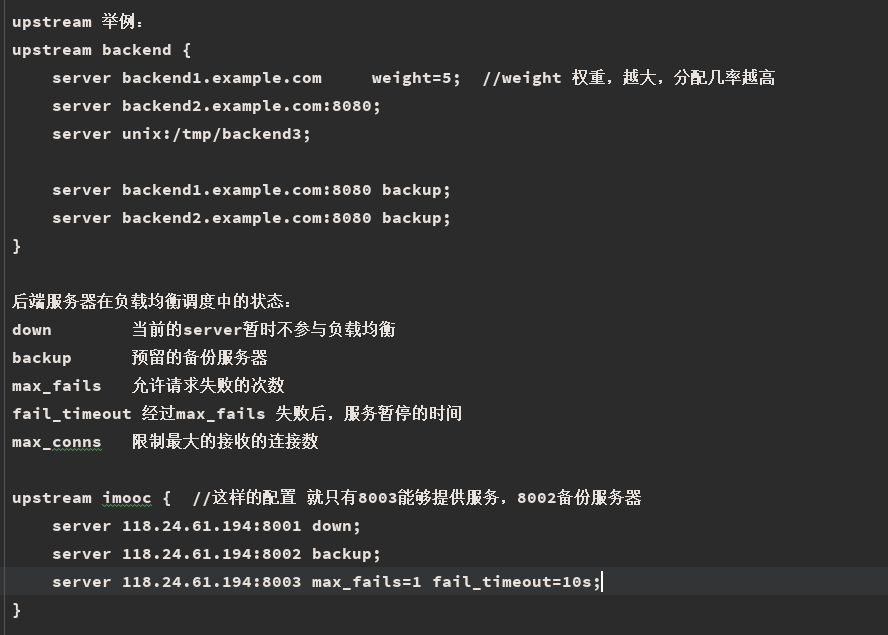 upstream 举例：
upstream backend {
    server backend1.example.com     weight=5;  //weight 权重，越大，分配几率越高
    server backend2.example.com:8080;
    server unix:/tmp/backend3;

    server backend1.example.com:8080 backup;
    server backend2.example.com:8080 backup;
}

后端服务器在负载均衡调度中的状态：
down        当前的server暂时不参与负载均衡
backup      预留的备份服务器
max_fails   允许请求失败的次数
fail_timeout 经过max_fails 失败后，服务暂停的时间
max_conns   限制最大的接收的连接数

upstream imooc {  //这样的配置 就只有8003能够提供服务，8002备份服务器
    server 118.24.61.194:8001 down;
    server 118.24.61.194:8002 backup;
    server 118.24.61.194:8003 max_fails=1 fail_timeout=10s;
}